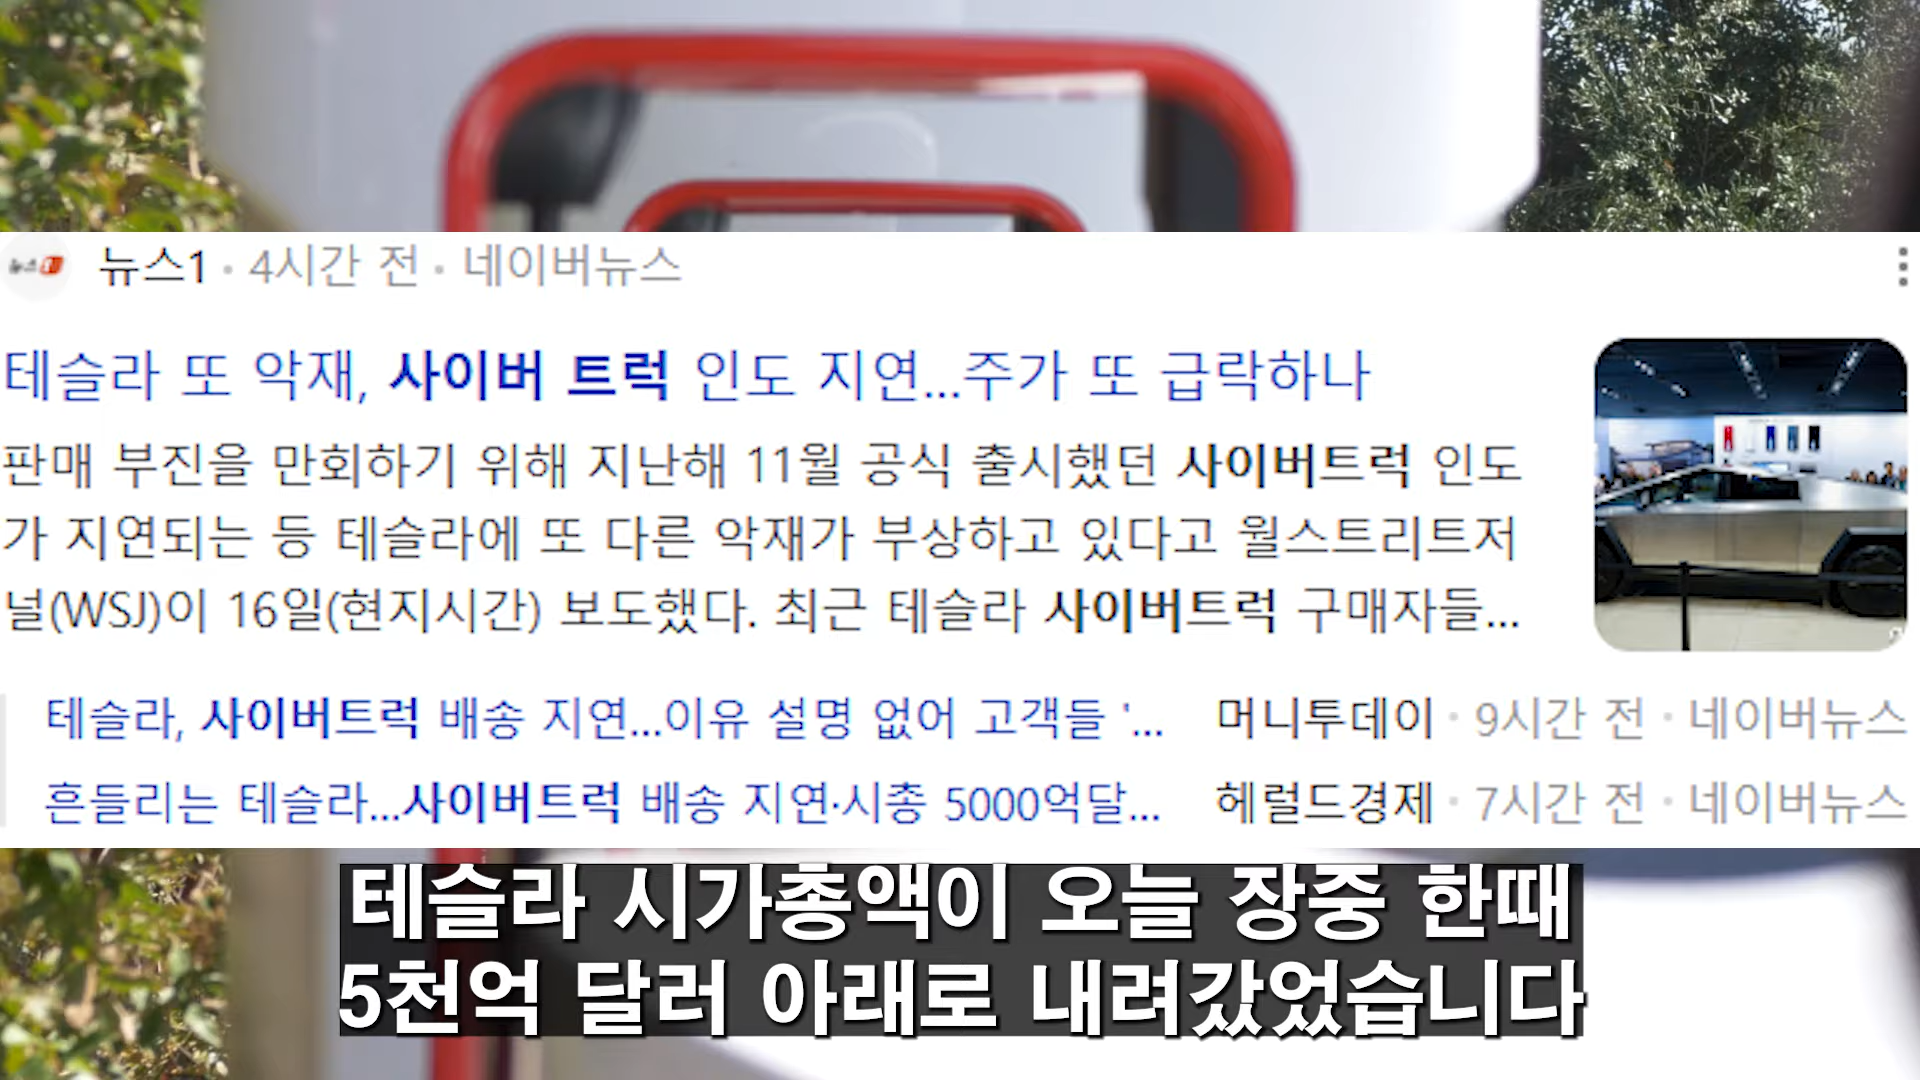 뉴스1 뉴스1 · 4시간 전 · 네이버뉴스
테슬라 또 악재, 사이버 트럭 인도 지연...주가 또 급락하나
판매 부진을 만회하기 위해 지난해 11월 공식 출시했던 사이버트럭 인도
가 지연되는 등 테슬라에 또 다른 악재가 부상하고 있다고 월스트리트저
널(WSJ)이 16일(현지시간) 보도했다. 최근 테슬라 사이버트럭 구매자들...
테슬라, 사이버트럭 배송 지연...이유 설명 없어 고객들 '... 머니투데이 · 9시간 전 · 네이버뉴스
흔들리는 테슬라...사이버트럭 배송 지연·시총 5000억달... 헤럴드경제 · 7시간 전 · 네이버뉴스
테슬라 시가총액이 오늘 장중 한때
5천억 달러 아래로 내려갔었습니다